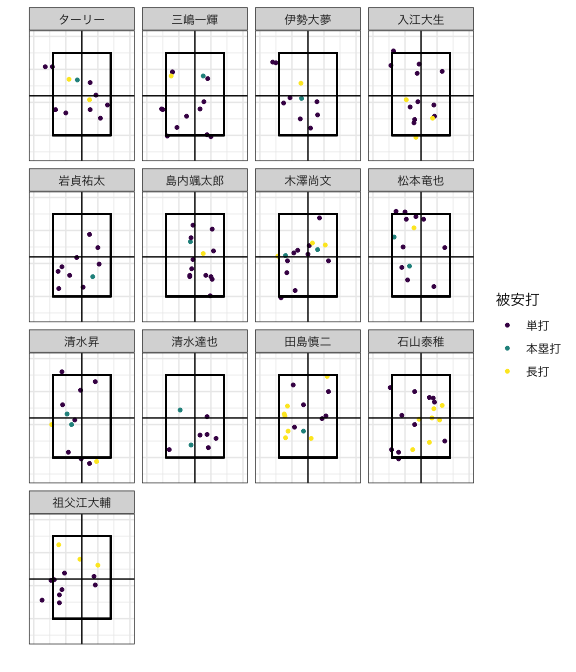 ターリー
三嶋一輝
伊勢大夢
入江大生
岩貞祐太
島内颯太郎
木澤尚文
松本竜也
清水昇
清水達也
田島慎二
石山泰稚
祖父江大輔
被安打
単打
本塁打
長打